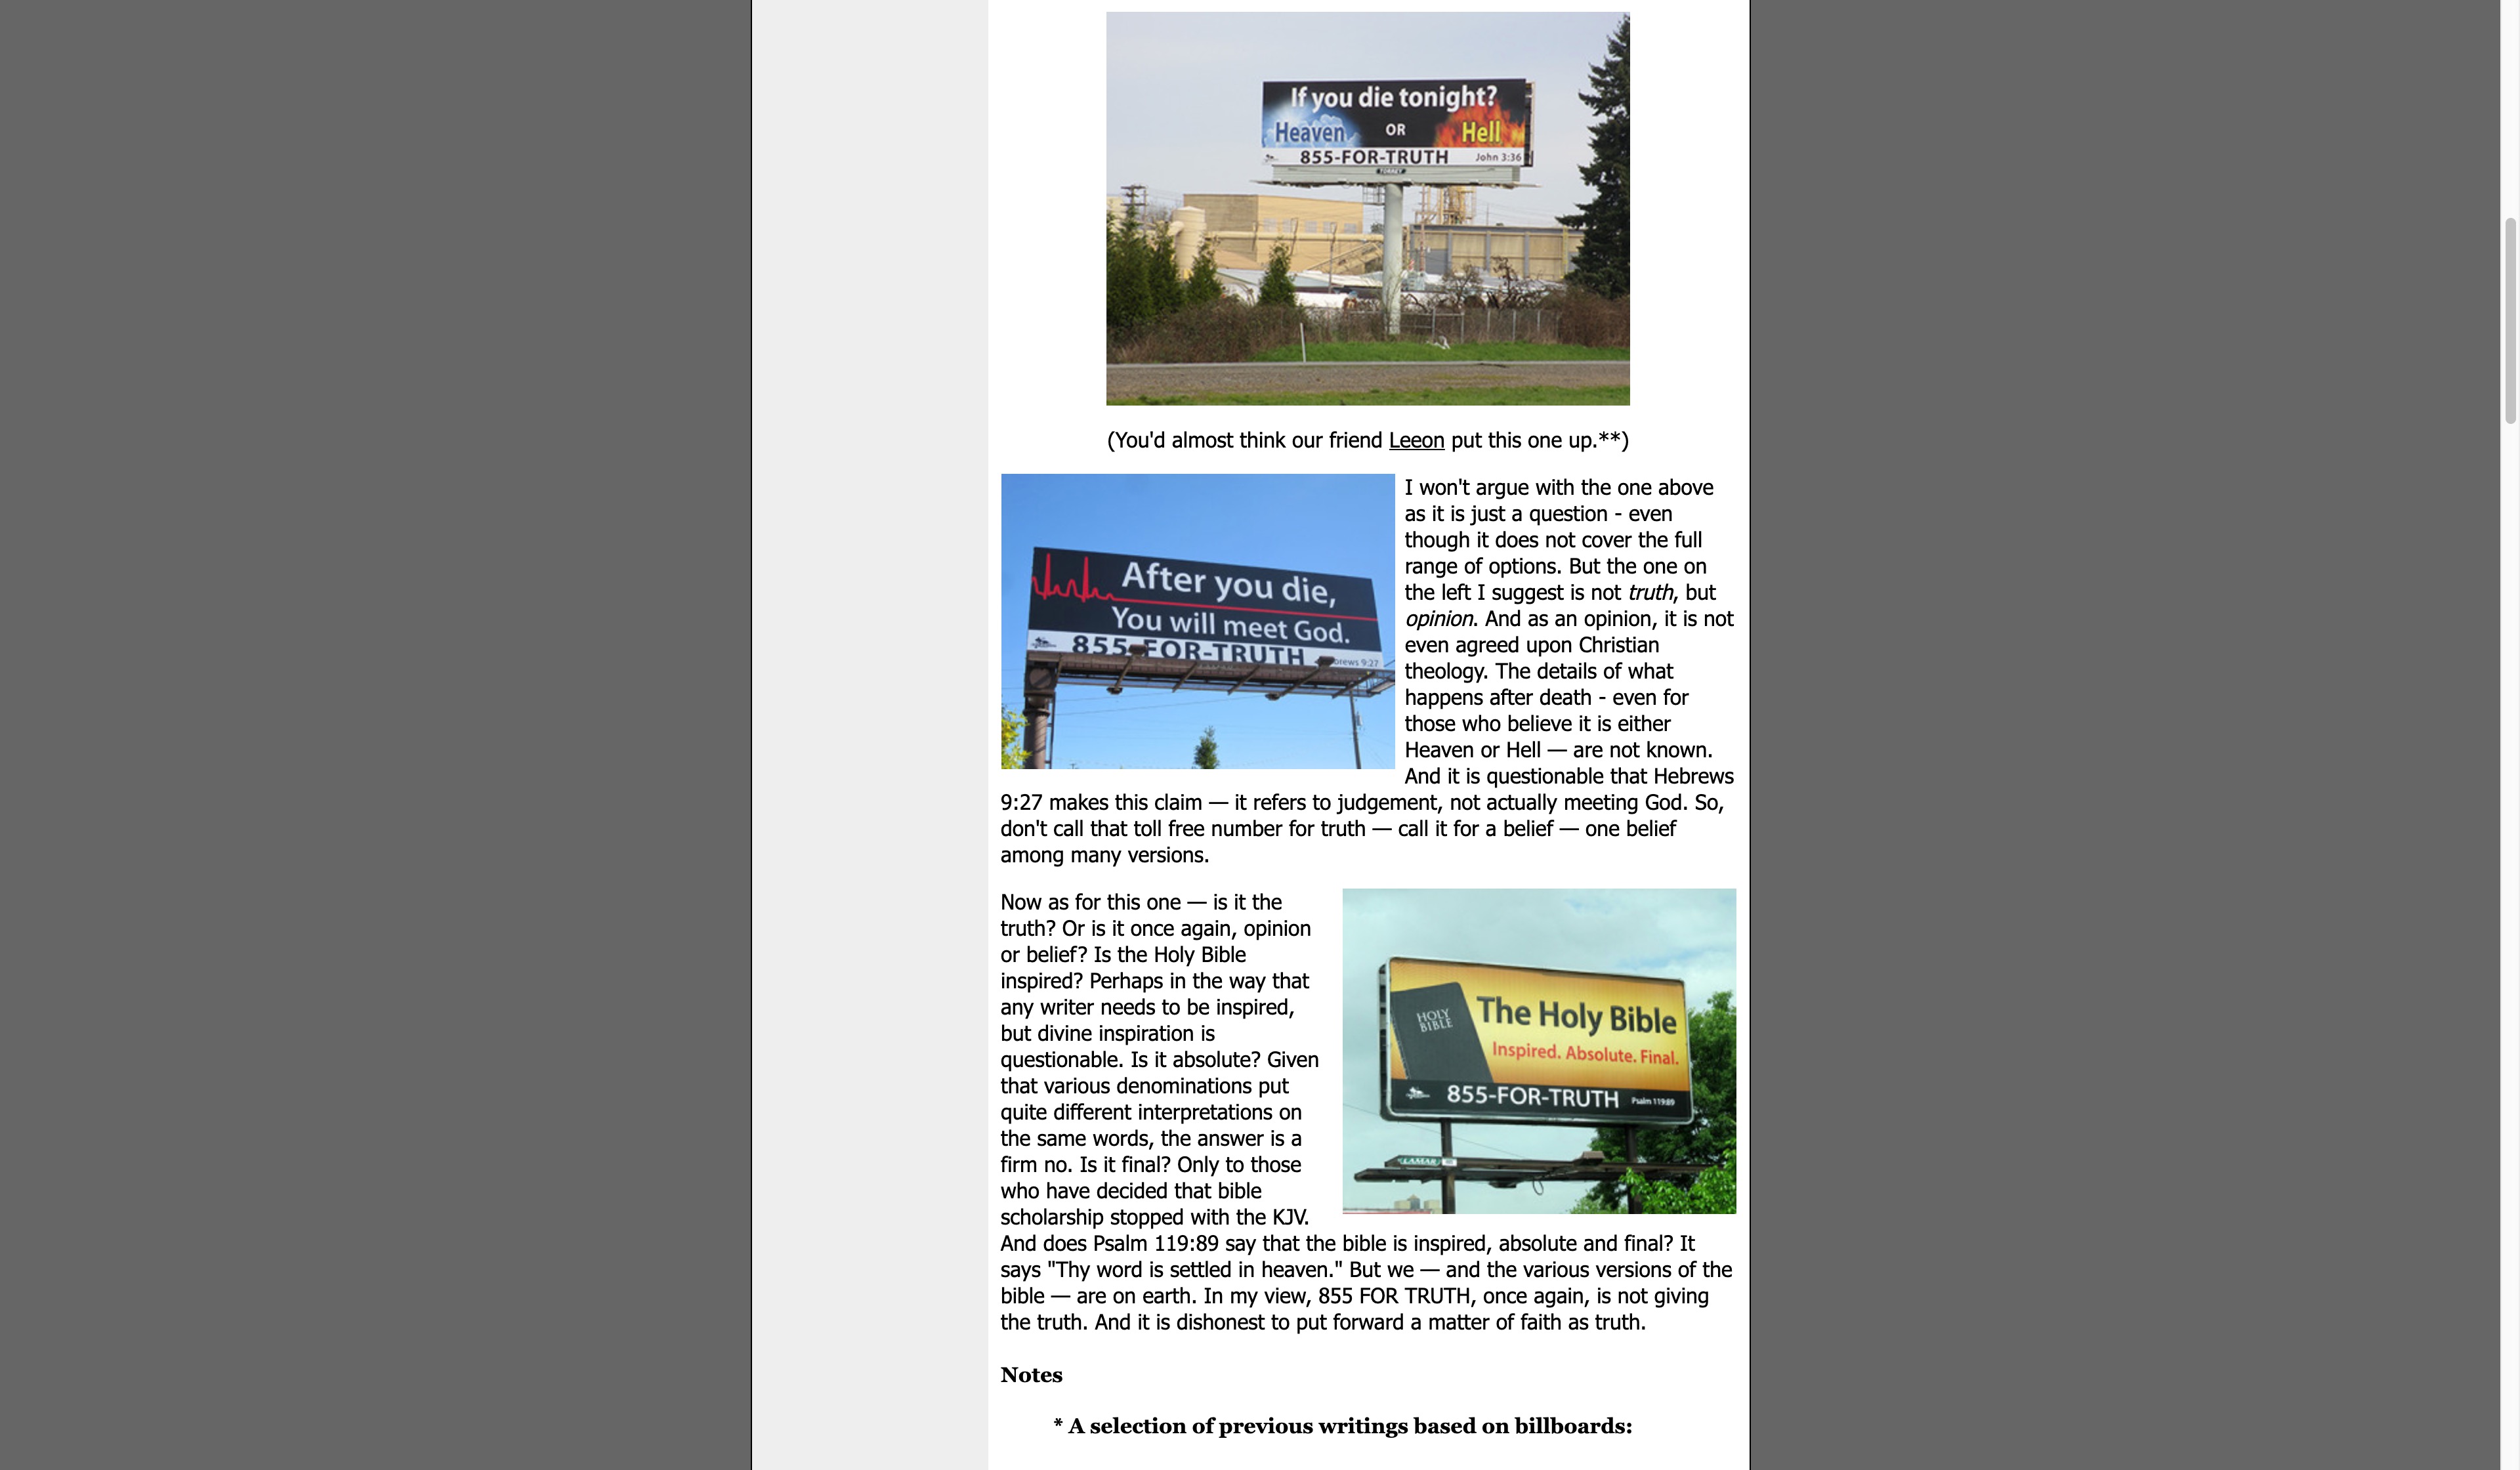 If you die tonight?
Heaven OR Hell
855-FOR-TRUTH John 3:36
(You'd almost think our friend Leeon put this one up.**)
After you die,
You will meet God.
855-FOR-TRUTH brews 9:27
I won't argue with the one above
as it is just a question - even
though it does not cover the full
range of options. But the one on
the left I suggest is not truth, but
opinion. And as an opinion, it is not
even agreed upon Christian
theology. The details of what
happens after death - even for
those who believe it is either
Heaven or Hell — are not known.
And it is questionable that Hebrews
9:27 makes this claim — it refers to judgement, not actually meeting God. So,
don't call that toll free number for truth — call it for a belief — one belief
among many versions.
Now as for this one — is it the
truth? Or is it once again, opinion
or belief? Is the Holy Bible
inspired? Perhaps in the way that
any writer needs to be inspired,
but divine inspiration is
questionable. Is it absolute? Given
that various denominations put
quite different interpretations on
the same words, the answer is a
firm no. Is it final? Only to those
who have decided that bible
scholarship stopped with the KJV.
HOLY
BIBLE
The Holy Bible
Inspired. Absolute. Final.
855-FOR-TRUTH Psalm 119:89
LAMAR
And does Psalm 119:89 say that the bible is inspired, absolute and final? It
says "Thy word is settled in heaven." But we — and the various versions of the
bible — are on earth. In my view, 855 FOR TRUTH, once again, is not giving
the truth. And it is dishonest to put forward a matter of faith as truth.
Notes
* A selection of previous writings based on billboards: